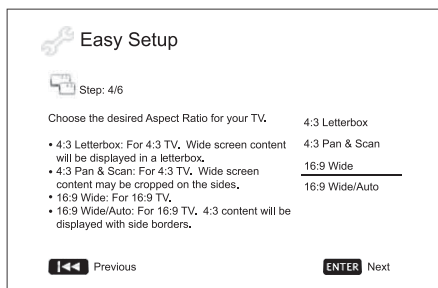 Easy Setup
Step: 4/6
Choose the desired Aspect Ratio for your TV.
• 4:3 Letterbox: For 4:3 TV. Wide screen content
will be displayed in a letterbox.
• 4:3 Pan & Scan: For 4:3 TV. Wide screen
content may be cropped on the sides.
• 16:9 Wide: For 16:9 TV.
• 16:9 Wide/Auto: For 16:9 TV. 4:3 content will be
displayed with side borders.
4:3 Letterbox
4:3 Pan & Scan
16:9 Wide
16:9 Wide/Auto
Previous
ENTER Next